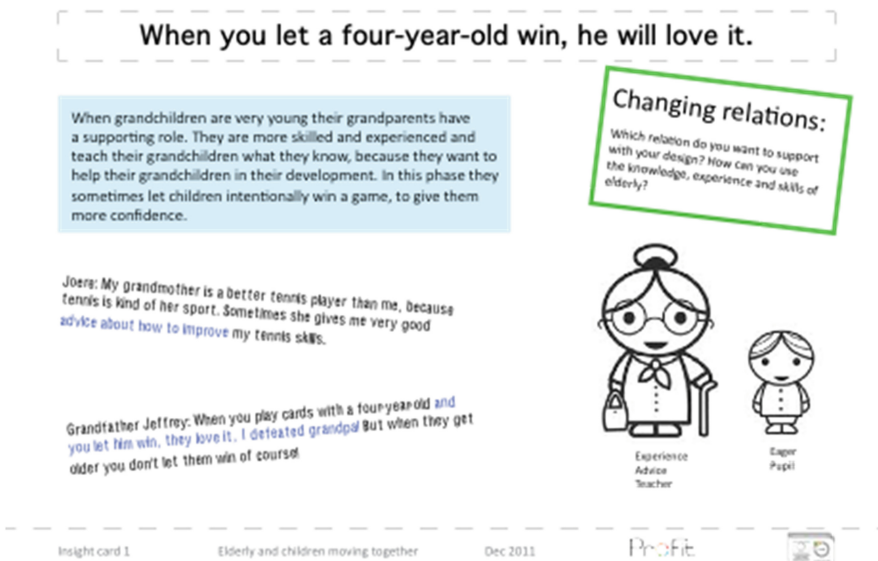 When you let a four-year-old win, he will love it.
When grandchildren are very young their grandparents have
a supporting role. They are more skilled and experienced and
teach their grandchildren what they know, because they want to
help their grandchildren in their development. In this phase they
sometimes let children intentionally win a game, to give them
more confidence.
Changing relations:
Which relation do you want to support
with your design? How can you use
the knowledge, experience and skills of
elderly?
Joere: My grandmother is a better tennis player than me, because
tennis is kind of her sport. Sometimes she gives me very good
advice about how to improve my tennis skills.
Grandfather Jeffrey: When you play cards with a four-year-old and
you let him win, they love it. I defeated grandpa! But when they get
older you don't let them win of course!
Experience
Advice
Teacher
Eager
Pupil
Insight card 1
Elderly and children moving together
Dec 2011
ProFit